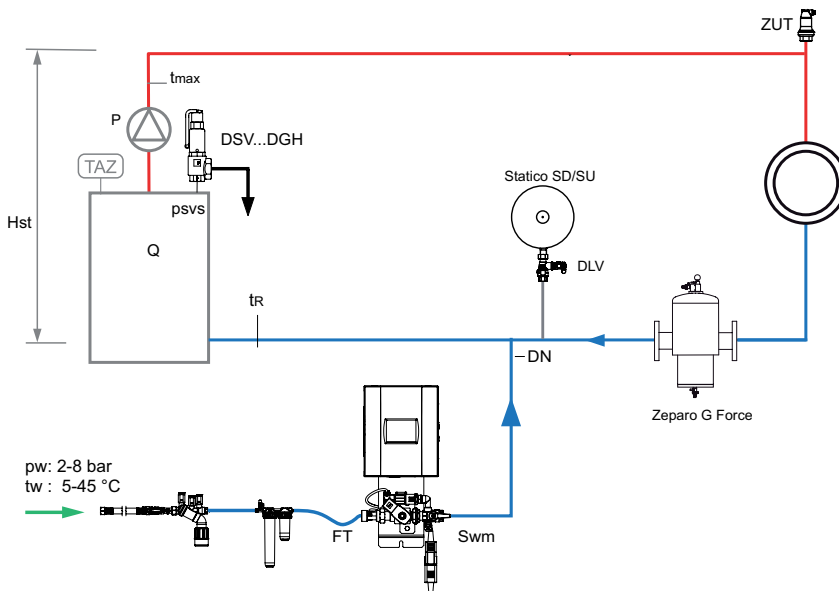 ZUT
tmax
P
DSV...DGH
TAZ
Statico SD/SU
psvs
Hst
Q
DLV
tR
DN
Zeparo G Force
pw: 2-8 bar
tw : 5-45 °C
FT
Swm